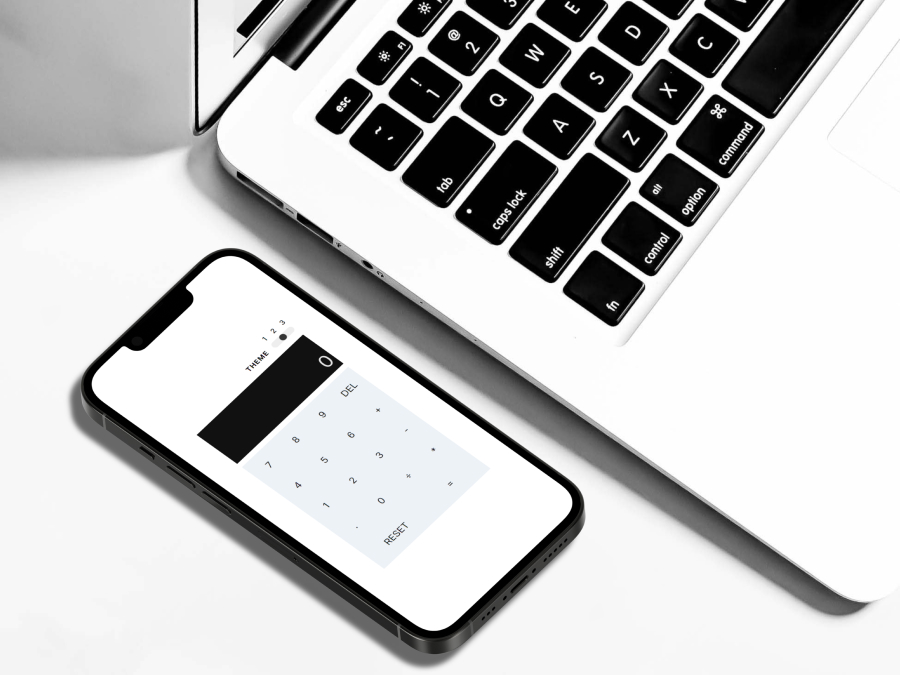 esc F1
~ ! 1 @ 2 3
tab Q W E
caps lock A S D
shift Z X C
fn control alt option ⌘ command
1 2 3
THEME
0
7 8 9 DEL
4 5 6 +
1 2 3 -
. 0 ÷ *
RESET =